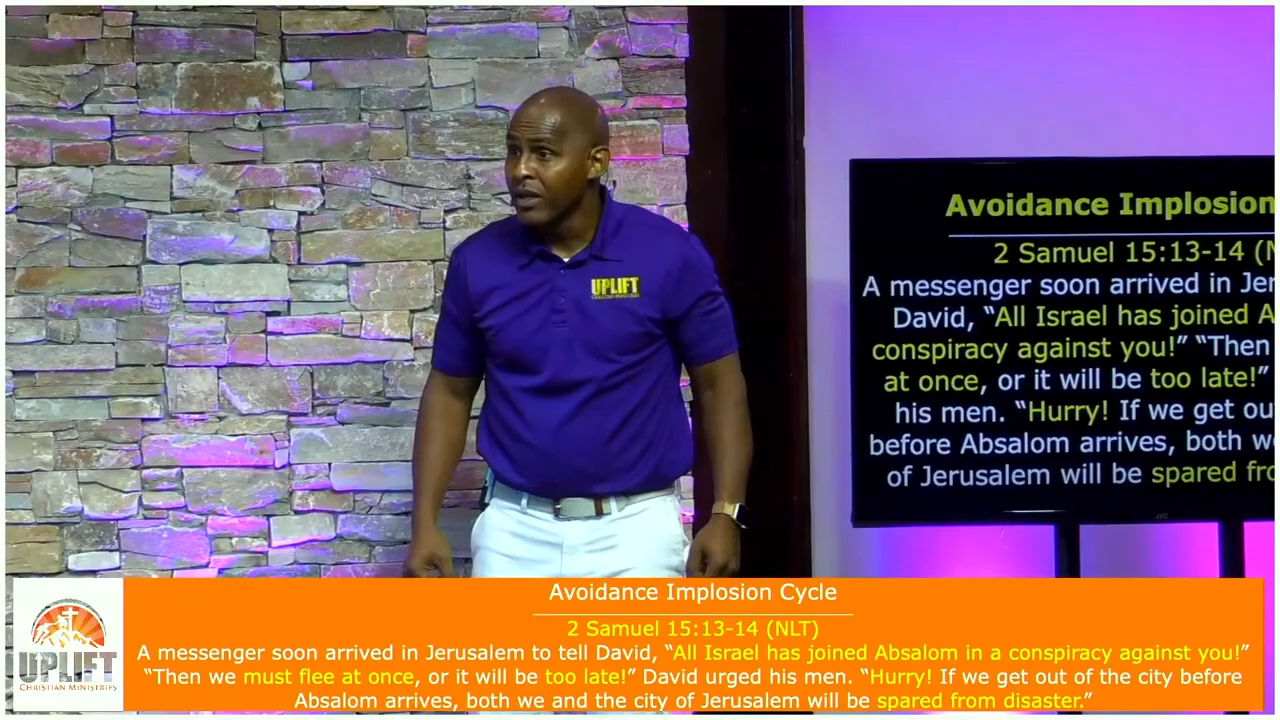 UPLIFT
CHRISTIAN MINISTRIES
Avoidance Implosion
2 Samuel 15:13-14 (N
A messenger soon arrived in Jer
David, “All Israel has joined A
conspiracy against you!” “Then
at once, or it will be too late!”
his men. “Hurry! If we get ou
before Absalom arrives, both we
of Jerusalem will be spared fro
JVC
Avoidance Implosion Cycle
2 Samuel 15:13-14 (NLT)
A messenger soon arrived in Jerusalem to tell David, “All Israel has joined Absalom in a conspiracy against you!”
“Then we must flee at once, or it will be too late!” David urged his men. “Hurry! If we get out of the city before
Absalom arrives, both we and the city of Jerusalem will be spared from disaster.”
UPLIFT
CHRISTIAN MINISTRIES